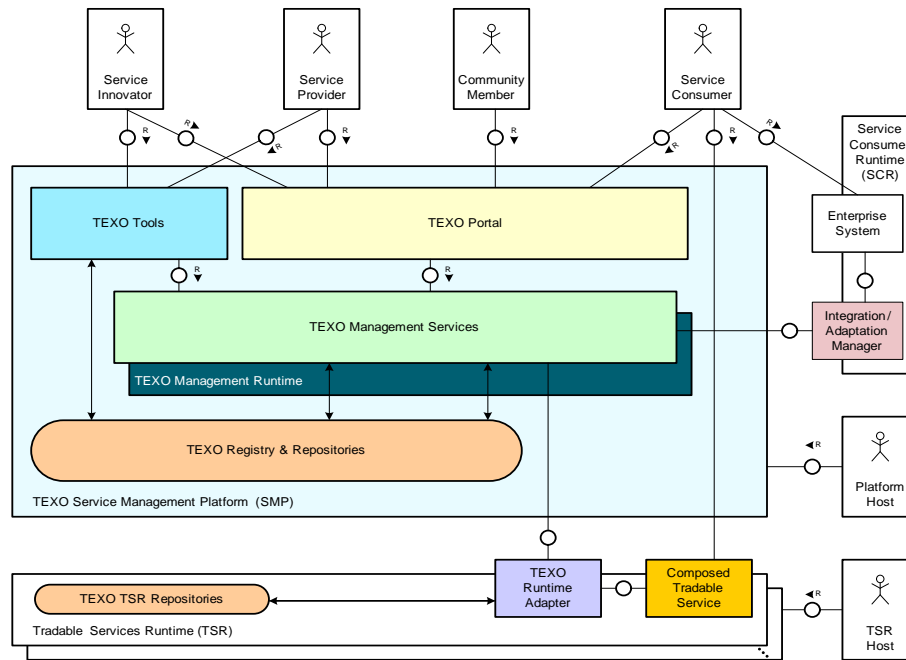 Service
Innovator
Service
Provider
Community
Member
Service
Consumer
R
R
R
R
R
R
R
R
Service
Consumer
Runtime
(SCR)
TEXO Tools
TEXO Portal
Enterprise
System
R
R
TEXO Management Services
Integration /
Adaptation
Manager
TEXO Management Runtime
TEXO Registry & Repositories
R
Platform
Host
TEXO Service Management Platform (SMP)
TEXO
Runtime
Adapter
Composed
Tradable
Service
TEXO TSR Repositories
R
Tradable Services Runtime (TSR)
TSR
Host